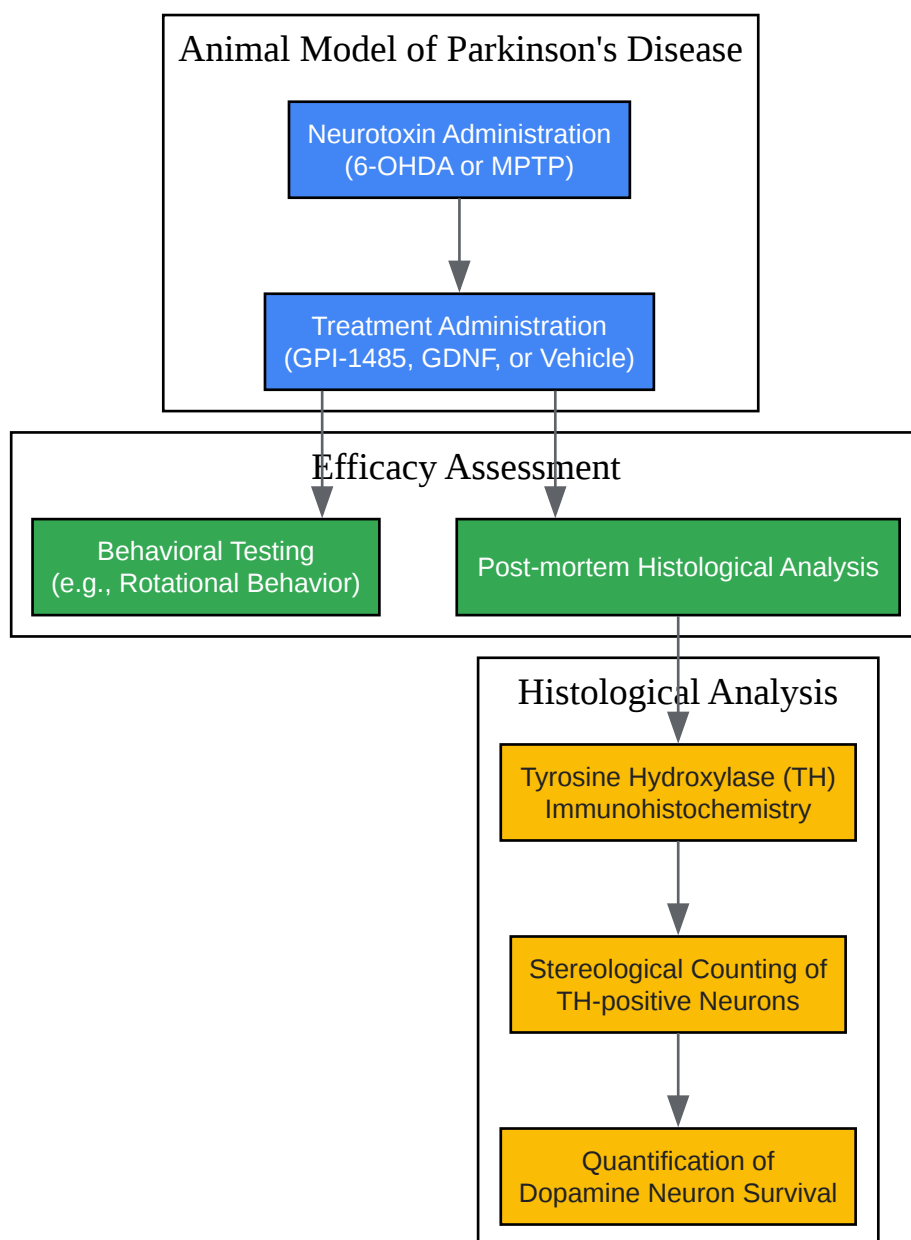 Animal Model of Parkinson's Disease
Neurotoxin Administration
(6-OHDA or MPTP)
Treatment Administration
(GPI-1485, GDNF, or Vehicle)
Efficacy Assessment
Behavioral Testing
(e.g., Rotational Behavior)
Post-mortem Histological Analysis
Histological Analysis
Tyrosine Hydroxylase (TH)
Immunohistochemistry
Stereological Counting of
TH-positive Neurons
Quantification of
Dopamine Neuron Survival